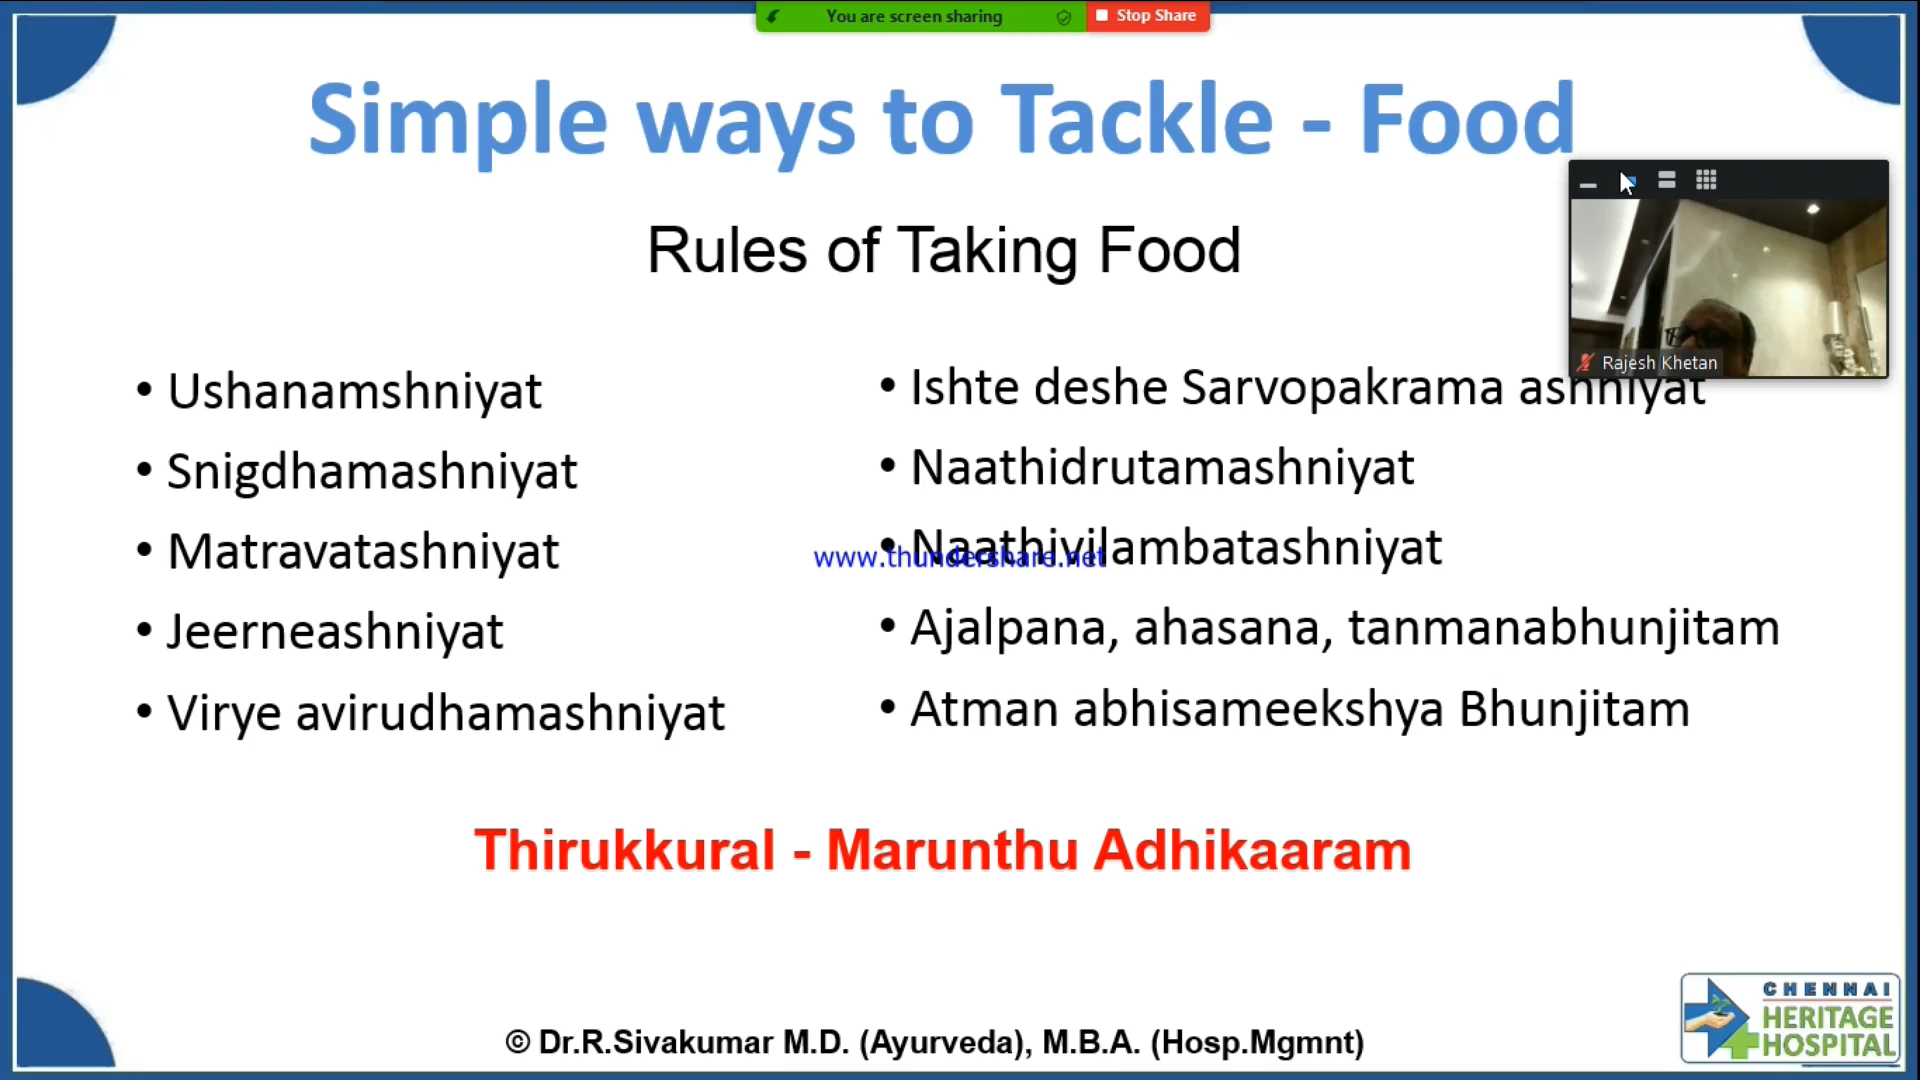 You are screen sharing
Stop Share
Simple ways to Tackle - Food
Rules of Taking Food
Rajesh Khetan
• Ushanamshniyat
• Snigdhamashniyat
• Matravatashniyat
• Jeerneashniyat
• Virye avirudhamashniyat
• Ishte deshe Sarvopakrama ashniyat
• Naathidrutamashniyat
• Naathivilambatashniyat
www.thundershare.net
• Ajalpana, ahasana, tanmanabhunjitam
• Atman abhisameekshya Bhunjitam
Thirukkural - Marunthu Adhikaaram
© Dr.R.Sivakumar M.D. (Ayurveda), M.B.A. (Hosp.Mgmnt)
CHENNAI
HERITAGE
HOSPITAL